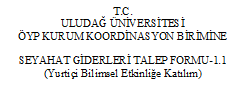 T.C.
ULUDAĞ ÜNİVERSİTESİ
ÖYP KURUM KOORDİNASYON BİRİMİNE
SEYAHAT GİDERLERİ TALEP FORMU-1.1
(Yurtiçi Bilimsel Etkinliğe Katılım)